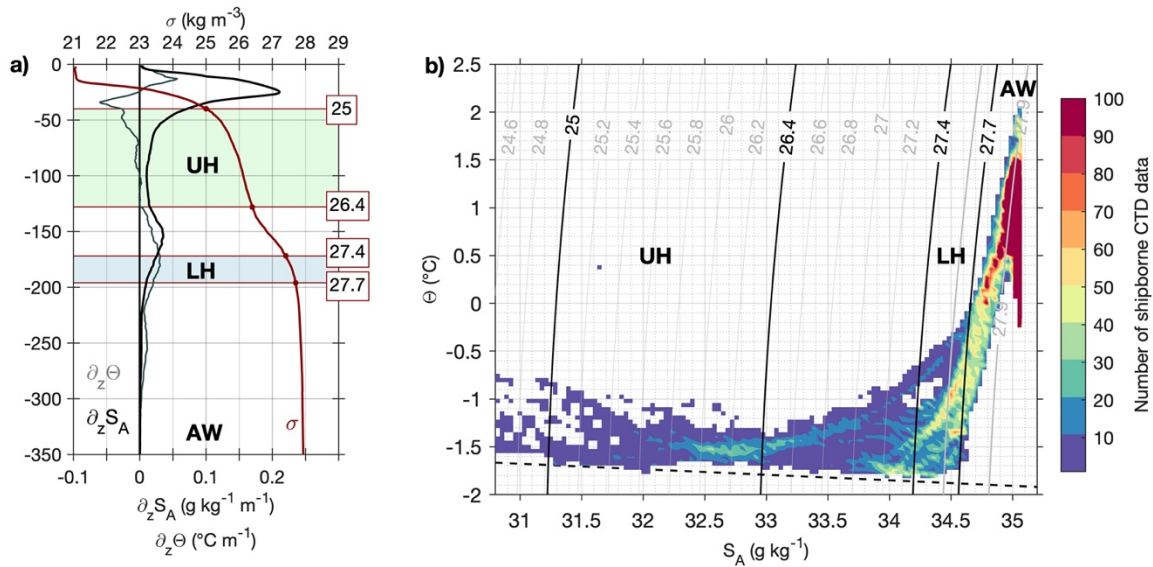 σ (kg m⁻³)
21 22 23 24 25 26 27 28 29
a)
0
-50
-100
-150
-200
-250
-300
-350
25
26.4
27.4
27.7
UH
LH
AW
∂zΘ
∂zSA
σ
-0.1 0 0.1 0.2
∂zSA (g kg⁻¹ m⁻¹)
∂zΘ (°C m⁻¹)
b)
2.5
2
1.5
1
0.5
0
-0.5
-1
-1.5
-2
Θ (°C)
24.6 24.8 25 25.2 25.4 25.6 25.8 26 26.2 26.4 26.6 26.8 27 27.2 27.4 27.7 27.9
27.9
UH
LH
AW
31 31.5 32 32.5 33 33.5 34 34.5 35
SA (g kg⁻¹)
100
90
80
70
60
50
40
30
20
10
Number of shipborne CTD data